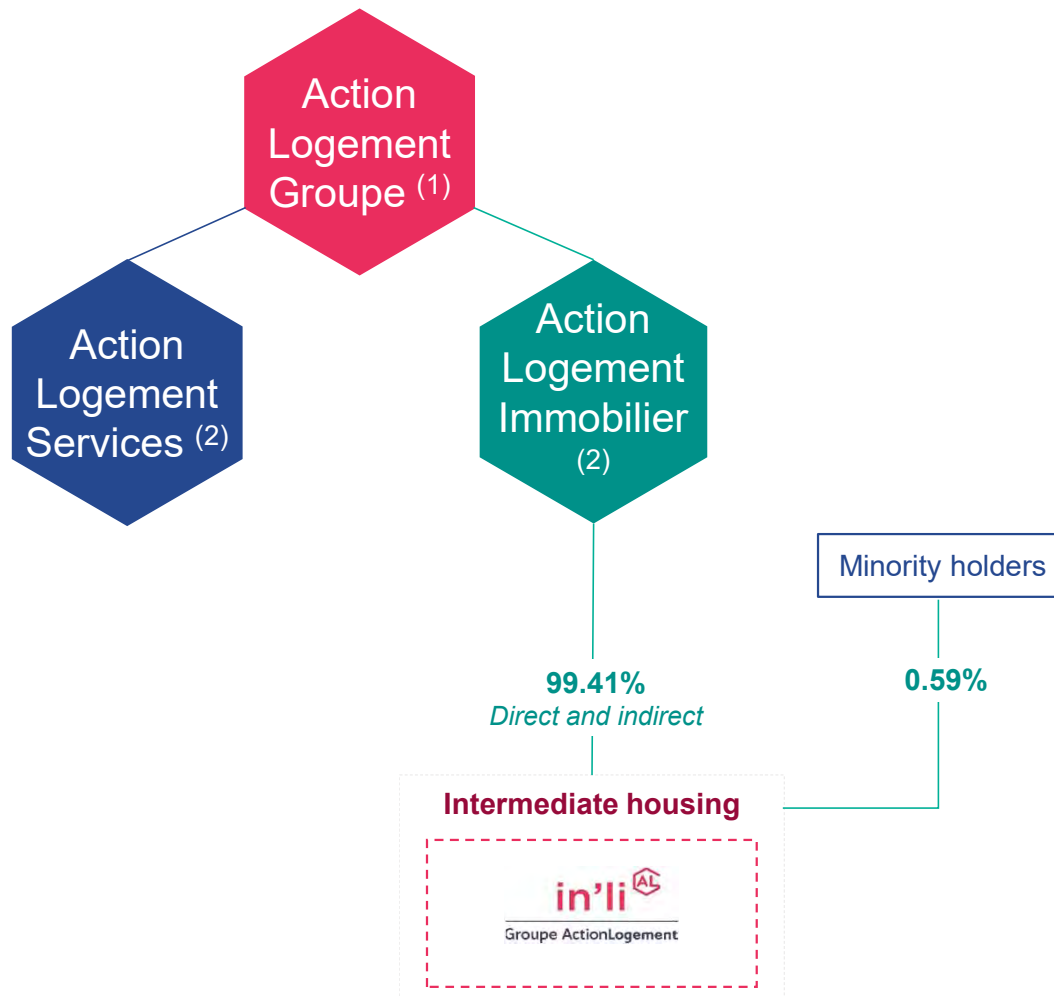 Action
Logement
Groupe (1)
Action
Logement
Services (2)
Action
Logement
Immobilier
(2)
Minority holders
99.41%
Direct and indirect
0.59%
Intermediate housing
in'li AL
Groupe ActionLogement